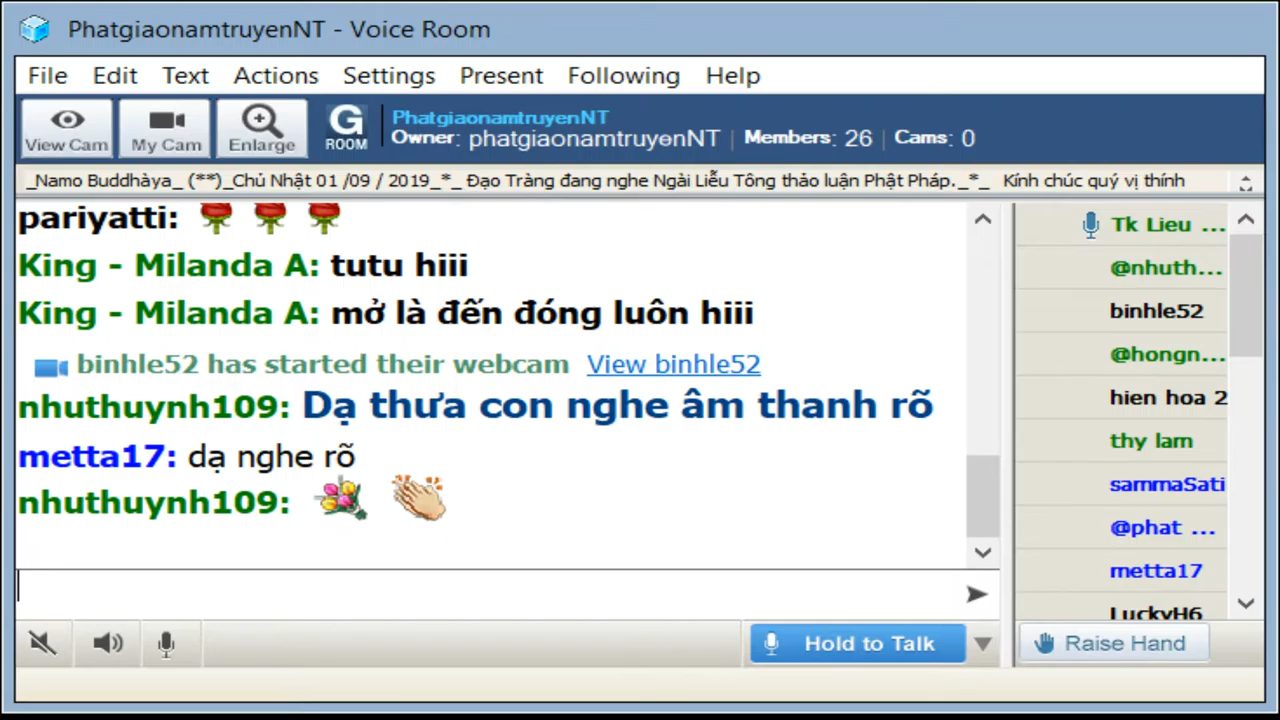 PhatgiaonamtruyenNT - Voice Room
File Edit Text Actions Settings Present Following Help
View Cam My Cam Enlarge G ROOM
PhatgiaonamtruyenNT
Owner: phatgiaonamtruyenNT | Members: 26 | Cams: 0
_Namo Buddhàya_ (**)_Chủ Nhật 01 /09 / 2019_*_ Đạo Tràng đang nghe Ngài Liễu Tông thảo luận Phật Pháp._*_ Kính chúc quý vị thính
pariyatti:
King - Milanda A: tutu hiii
King - Milanda A: mở là đến đóng luôn hiii
binhle52 has started their webcam View binhle52
nhuthuynh109: Dạ thưa con nghe âm thanh rõ
metta17: dạ nghe rõ
nhuthuynh109:
Tk Lieu ...
@nhuth...
binhle52
@hongn...
hien hoa 2
thy lam
sammaSati
@phat ...
metta17
LuckyH6
Hold to Talk
Raise Hand